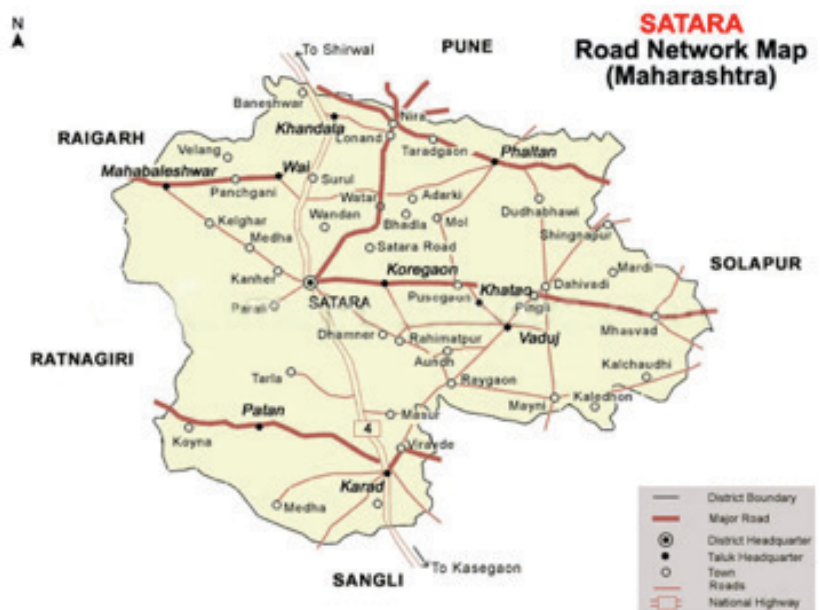 N
SATARA
Road Network Map
(Maharashtra)
To Shirwal
PUNE
Baneshwar
Nira
Khandala
Lonand
RAIGARH
Velang
Taradgaon
Phaltan
Mahabaleshwar
Wai
Surul
Panchgani
Watar
Adarki
Dudhabhawi
Kelghar
Wandan
Bhadla
Mol
Shingnapur
Medha
Satara Road
Mardi
SOLAPUR
Kanher
Koregaon
Khatao
Dahivadi
SATARA
Pusegaon
Pingli
Parali
Mhasvad
Dhamner
Rahimatpur
Vaduj
RATNAGIRI
Aundh
Kalchaudhi
Tarla
Raygaon
Mayni
Kaledhon
Patan
Masur
4
Koyna
Viravde
Karad
Medha
To Kasegaon
SANGLI
District Boundary
Major Road
District Headquarter
Taluk Headquarter
Town
Roads
National Highway